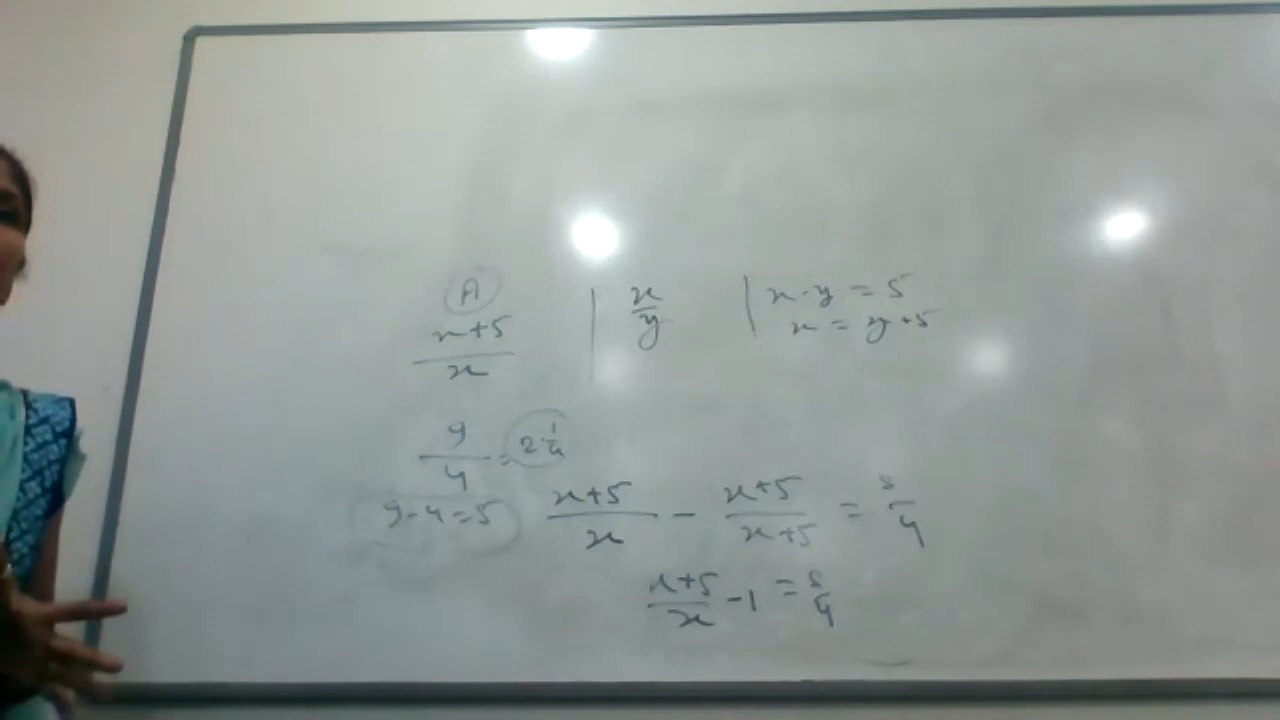 A
x+5 / x | x / y | x-y = 5
x = y+5
9 / 4 = 2 1/4
9-4=5
x+5 / x - x+5 / x+5 = 5 / 4
x+5 / x - 1 = 5 / 4